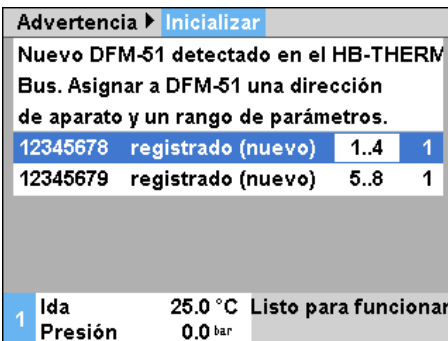 Advertencia Inicializar
Nuevo DFM-51 detectado en el HB-THERM
Bus. Asignar a DFM-51 una dirección
de aparato y un rango de parámetros.
12345678 registrado (nuevo) 1..4 1
12345679 registrado (nuevo) 5..8 1
1 Ida 25.0 °C Listo para funcionar
Presión 0.0 bar